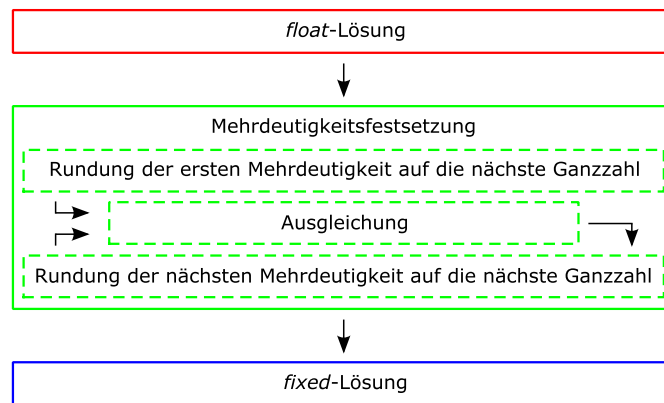 float-Lösung
Mehrdeutigkeitsfestsetzung
Rundung der ersten Mehrdeutigkeit auf die nächste Ganzzahl
Ausgleichung
Rundung der nächsten Mehrdeutigkeit auf die nächste Ganzzahl
fixed-Lösung